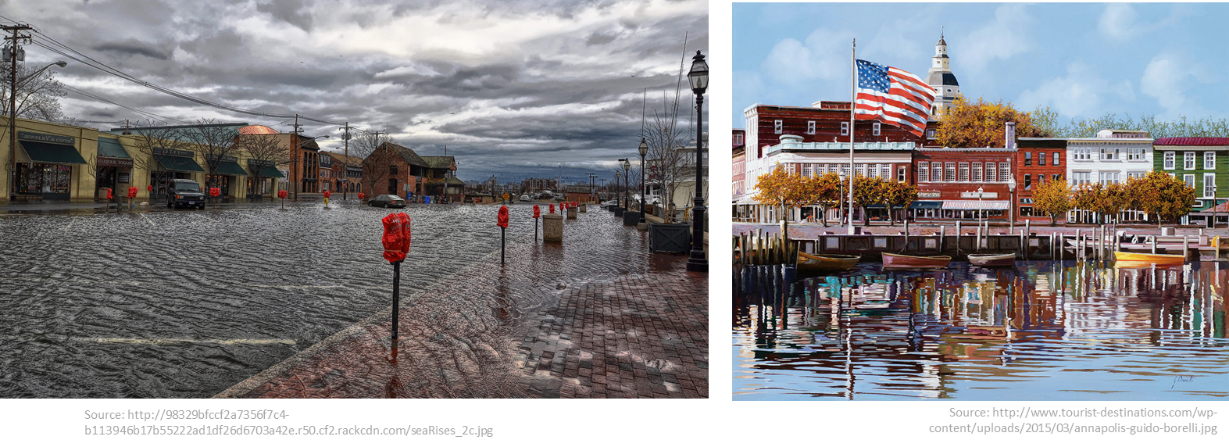 Source: http://98329bfccf2a7356f7c4-
b113946b17b55222ad1df26d6703a42e.r50.cf2.rackcdn.com/seaRises_2c.jpg
Source: http://www.tourist-destinations.com/wp-
content/uploads/2015/03/annapolis-guido-borelli.jpg